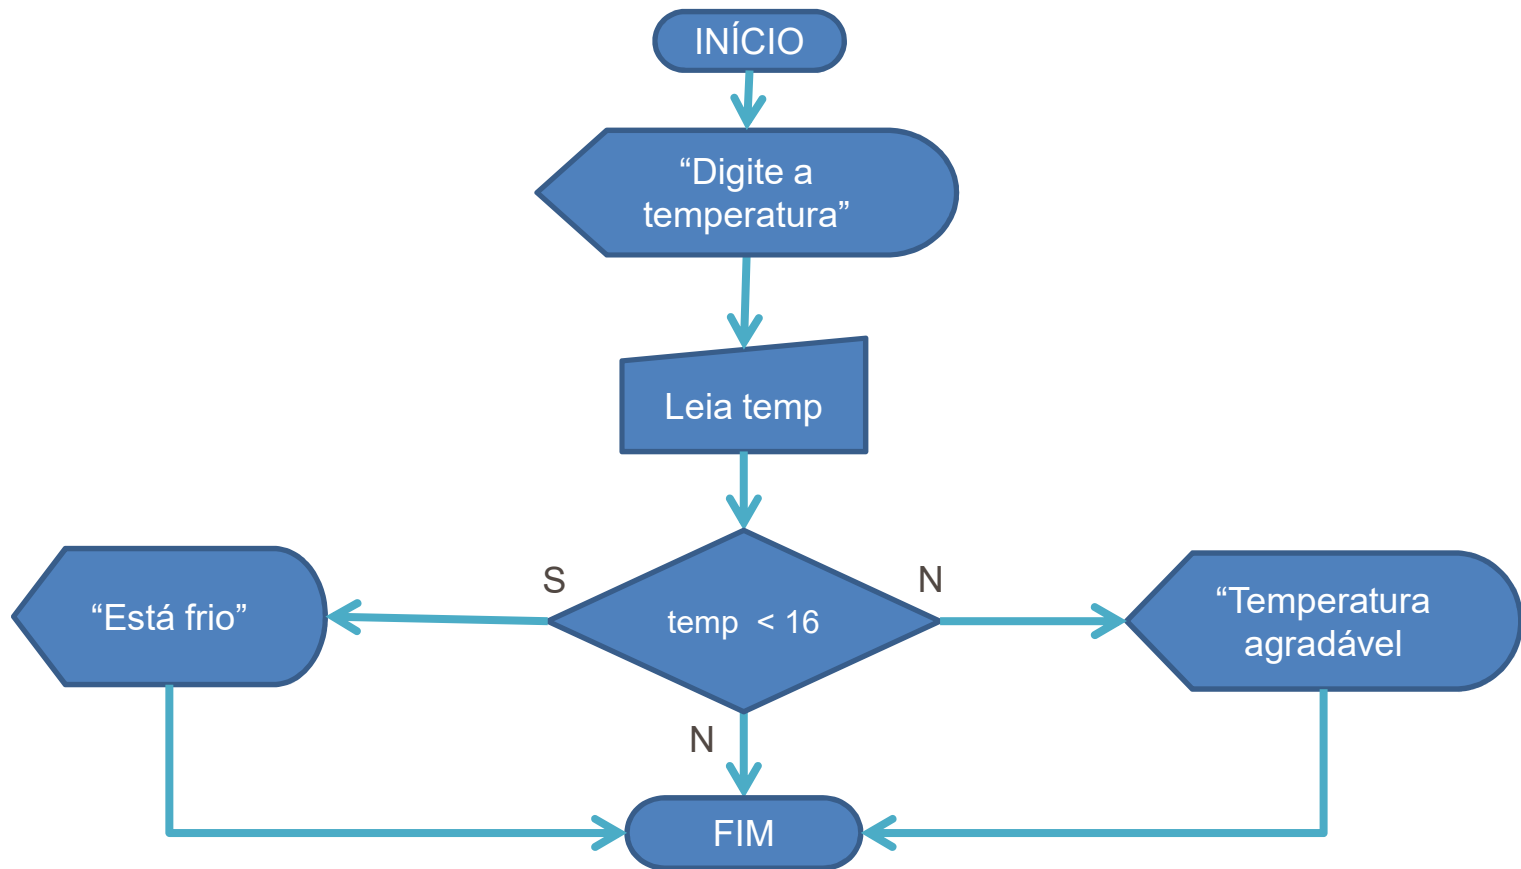 INÍCIO
“Digite a
temperatura”
Leia temp
S
N
“Está frio”
temp < 16
“Temperatura
agradável
N
FIM